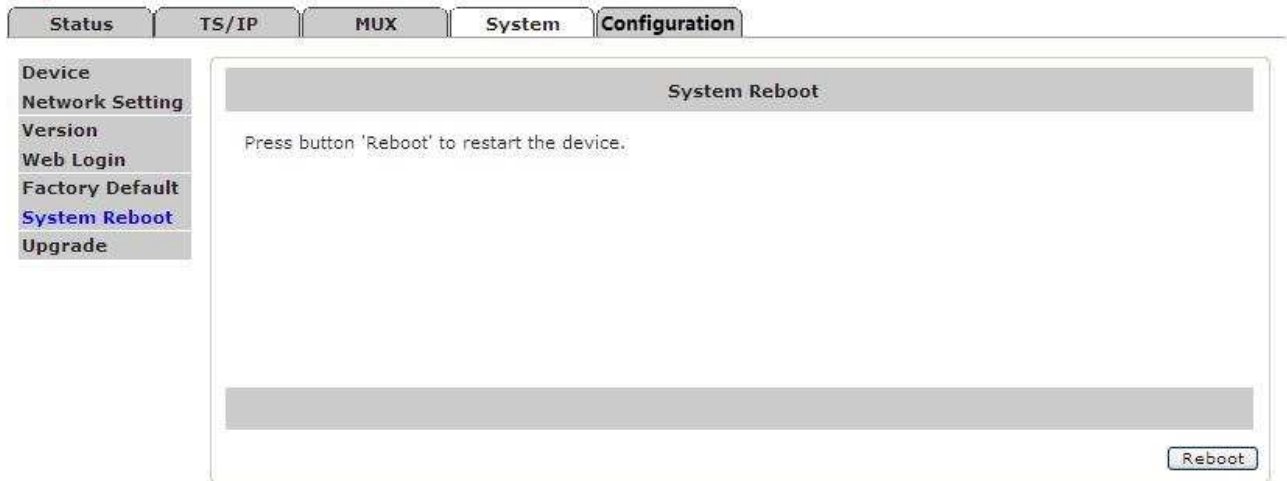 Status TS/IP MUX System Configuration
Device
Network Setting
Version
Web Login
Factory Default
System Reboot
Upgrade
System Reboot
Press button 'Reboot' to restart the device.
Reboot